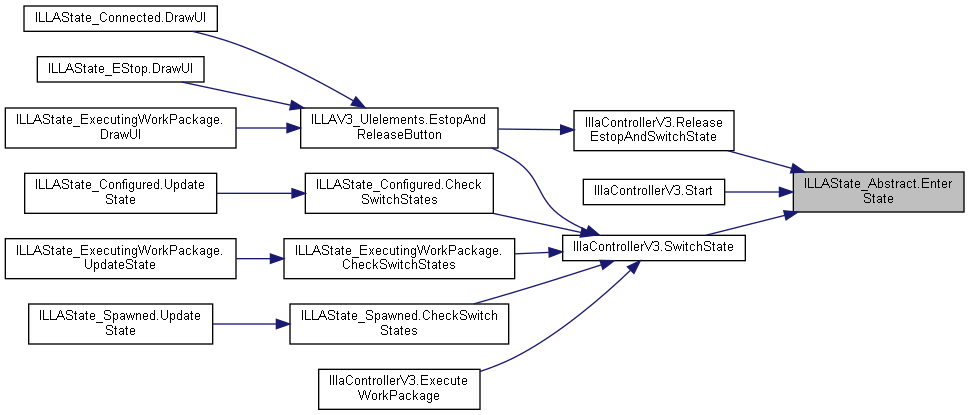 ILLAState_Connected.DrawUI
ILLAState_EStop.DrawUI
ILLAState_ExecutingWorkPackage.
DrawUI
ILLAV3_UIelements.EstopAnd
ReleaseButton
IllaControllerV3.Release
EstopAndSwitchState
ILLAState_Configured.Update
State
ILLAState_Configured.Check
SwitchStates
IllaControllerV3.Start
ILLAState_Abstract.Enter
State
ILLAState_ExecutingWorkPackage.
UpdateState
ILLAState_ExecutingWorkPackage.
CheckSwitchStates
IllaControllerV3.SwitchState
ILLAState_Spawned.Update
State
ILLAState_Spawned.CheckSwitch
States
IllaControllerV3.Execute
WorkPackage